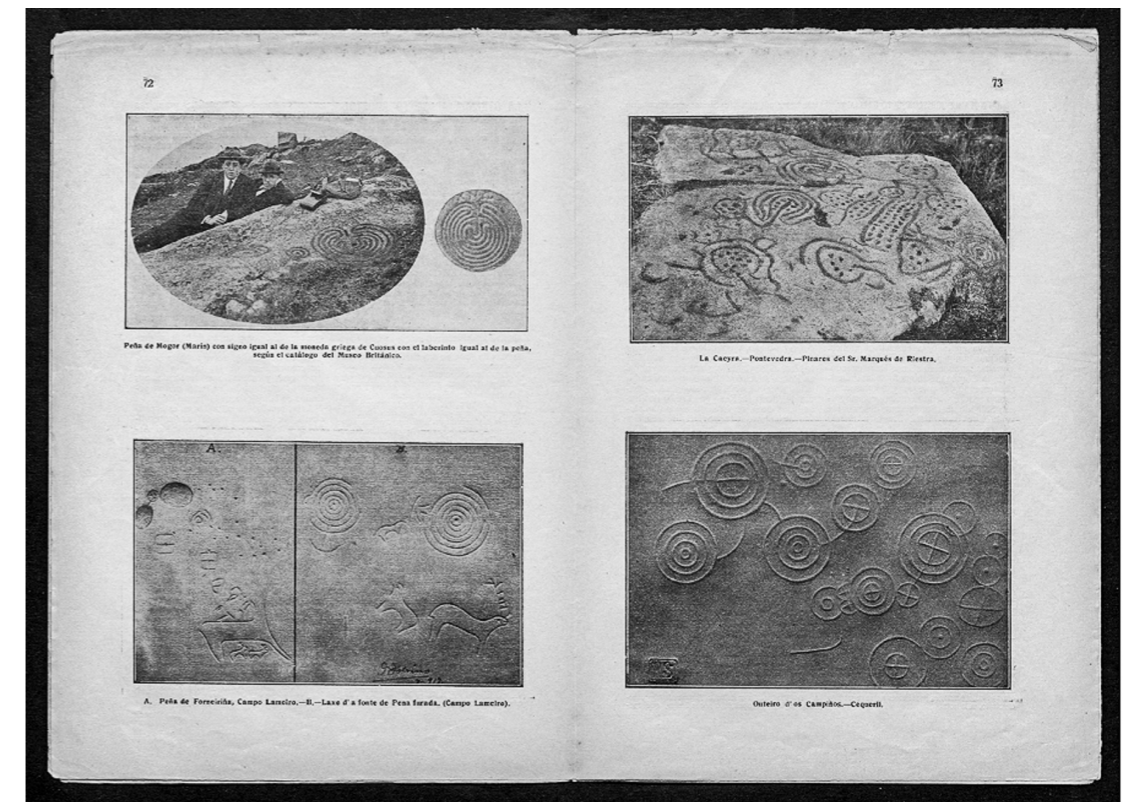 72
Peña de Mogor (Marín) con signo igual al de la moneda griega de Cnosus con el laberinto igual al de la peña,
según el catálogo del Museo Británico.
A. B.
A. Peña de Forneiriña, Campo Lameiro.—B.—Laxe d' a fonte de Pena furada. (Campo Lameiro).
73
La Caeyra.—Pontevedra.—Pinares del Sr. Marqués de Riestra.
Outeiro d' os Campiños.—Cequeril.